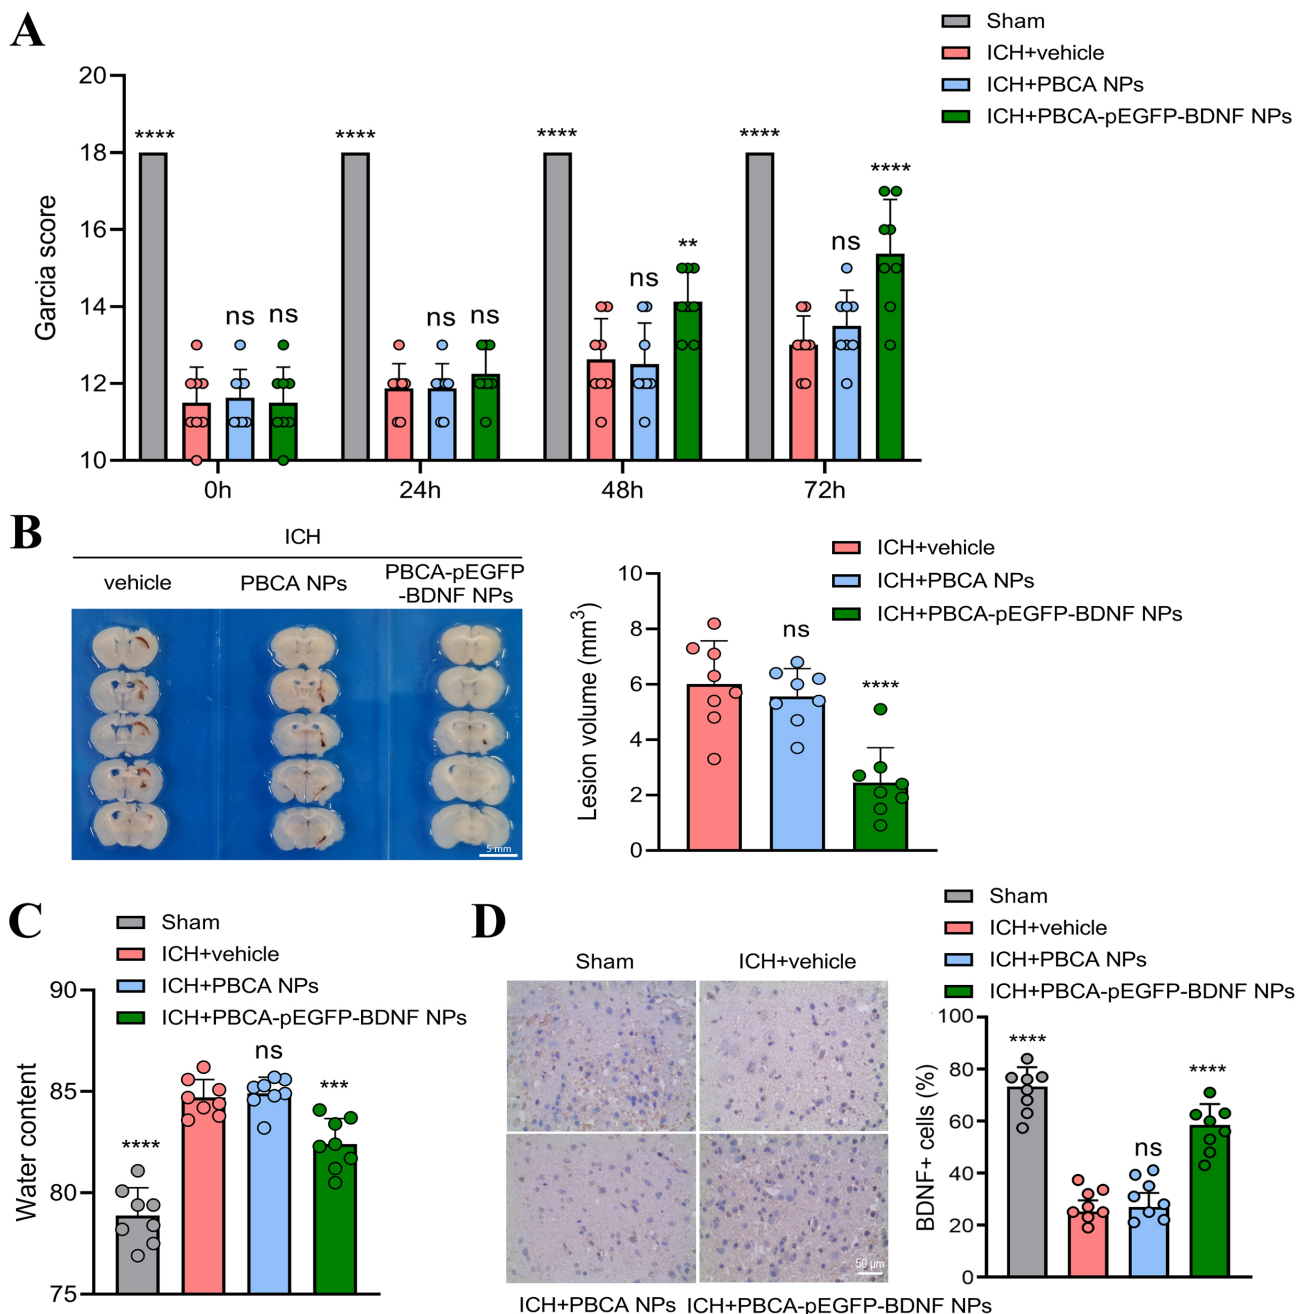 A
Sham
ICH+vehicle
ICH+PBCA NPs
ICH+PBCA-pEGFP-BDNF NPs
Garcia score
20
18
16
14
12
10
****
ns
ns
****
ns
ns
****
ns
**
****
ns
****
0h
24h
48h
72h
B
ICH
vehicle
PBCA NPs
PBCA-pEGFP
-BDNF NPs
5 mm
ICH+vehicle
ICH+PBCA NPs
ICH+PBCA-pEGFP-BDNF NPs
Lesion volume (mm³)
10
8
6
4
2
0
ns
****
C
Sham
ICH+vehicle
ICH+PBCA NPs
ICH+PBCA-pEGFP-BDNF NPs
Water content
90
85
80
75
****
ns
***
D
Sham
ICH+vehicle
ICH+PBCA NPs
ICH+PBCA-pEGFP-BDNF NPs
50 μm
Sham
ICH+vehicle
ICH+PBCA NPs
ICH+PBCA-pEGFP-BDNF NPs
BDNF+ cells (%)
100
80
60
40
20
0
****
ns
****